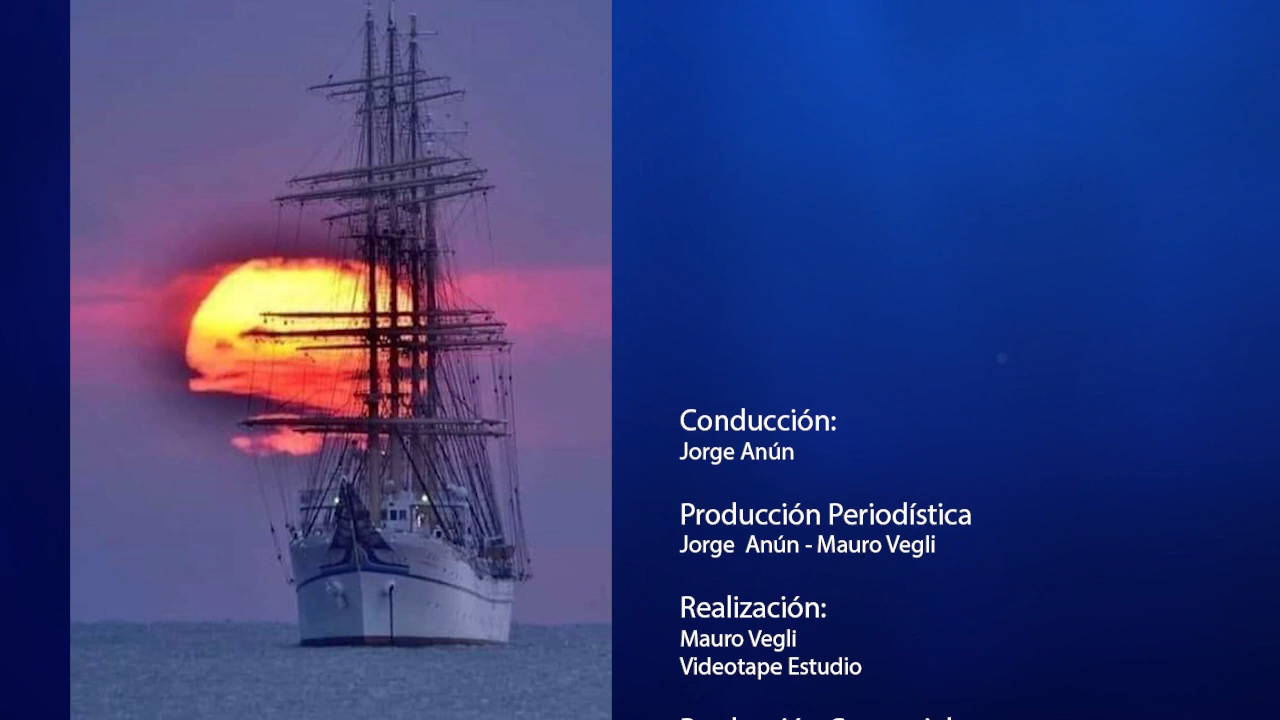 Conducción:
Jorge Anún
Producción Periodística
Jorge  Anún - Mauro Vegli
Realización:
Mauro Vegli
Videotape Estudio